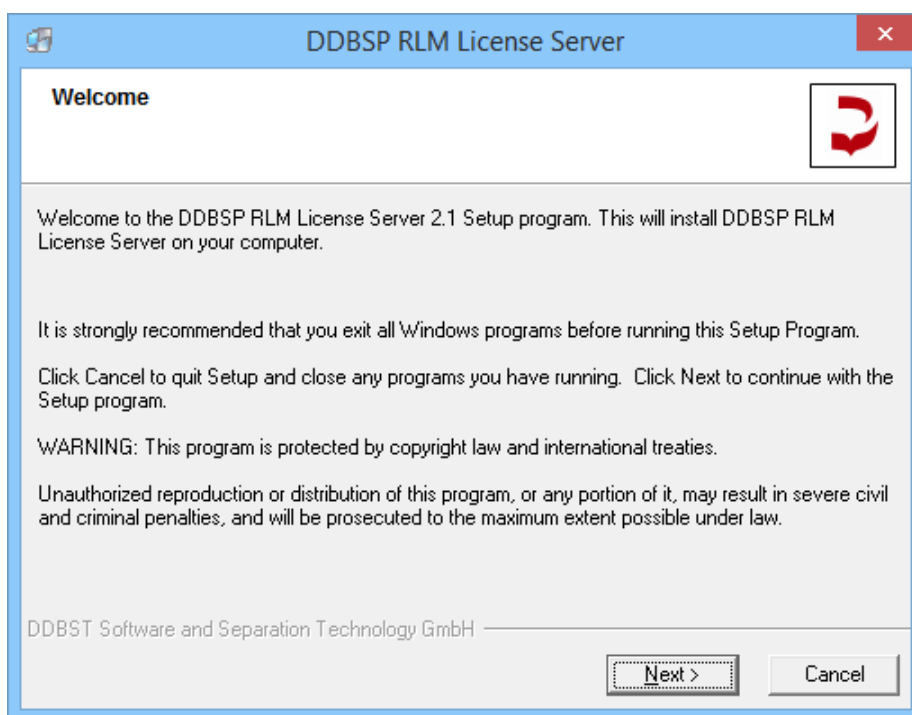 DDBSP RLM License Server
Welcome
Welcome to the DDBSP RLM License Server 2.1 Setup program. This will install DDBSP RLM
License Server on your computer.
It is strongly recommended that you exit all Windows programs before running this Setup Program.
Click Cancel to quit Setup and close any programs you have running.  Click Next to continue with the
Setup program.
WARNING: This program is protected by copyright law and international treaties.
Unauthorized reproduction or distribution of this program, or any portion of it, may result in severe civil
and criminal penalties, and will be prosecuted to the maximum extent possible under law.
DDBST Software and Separation Technology GmbH
Next >
Cancel